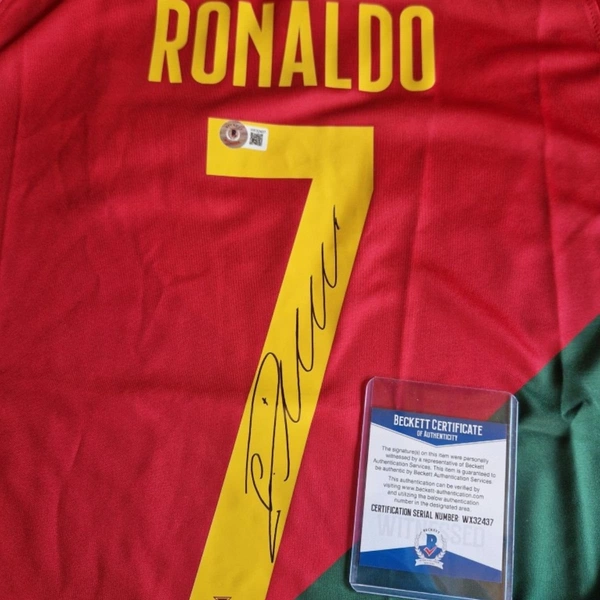 RONALDO
7
BECKETT CERTIFICATE
OF AUTHENTICITY
The signature(s) on this item were personally
witnessed by a representative of Beckett
Authentication Services. This item is guaranteed to
be authentic by Beckett Authentication Services.
This authentication can be verified by
visiting www.beckett-authentication.com
and utilizing the below authentication
number in the designated area.
CERTIFICATION SERIAL NUMBER: WX32437
WITNESSED
BECKETT
B